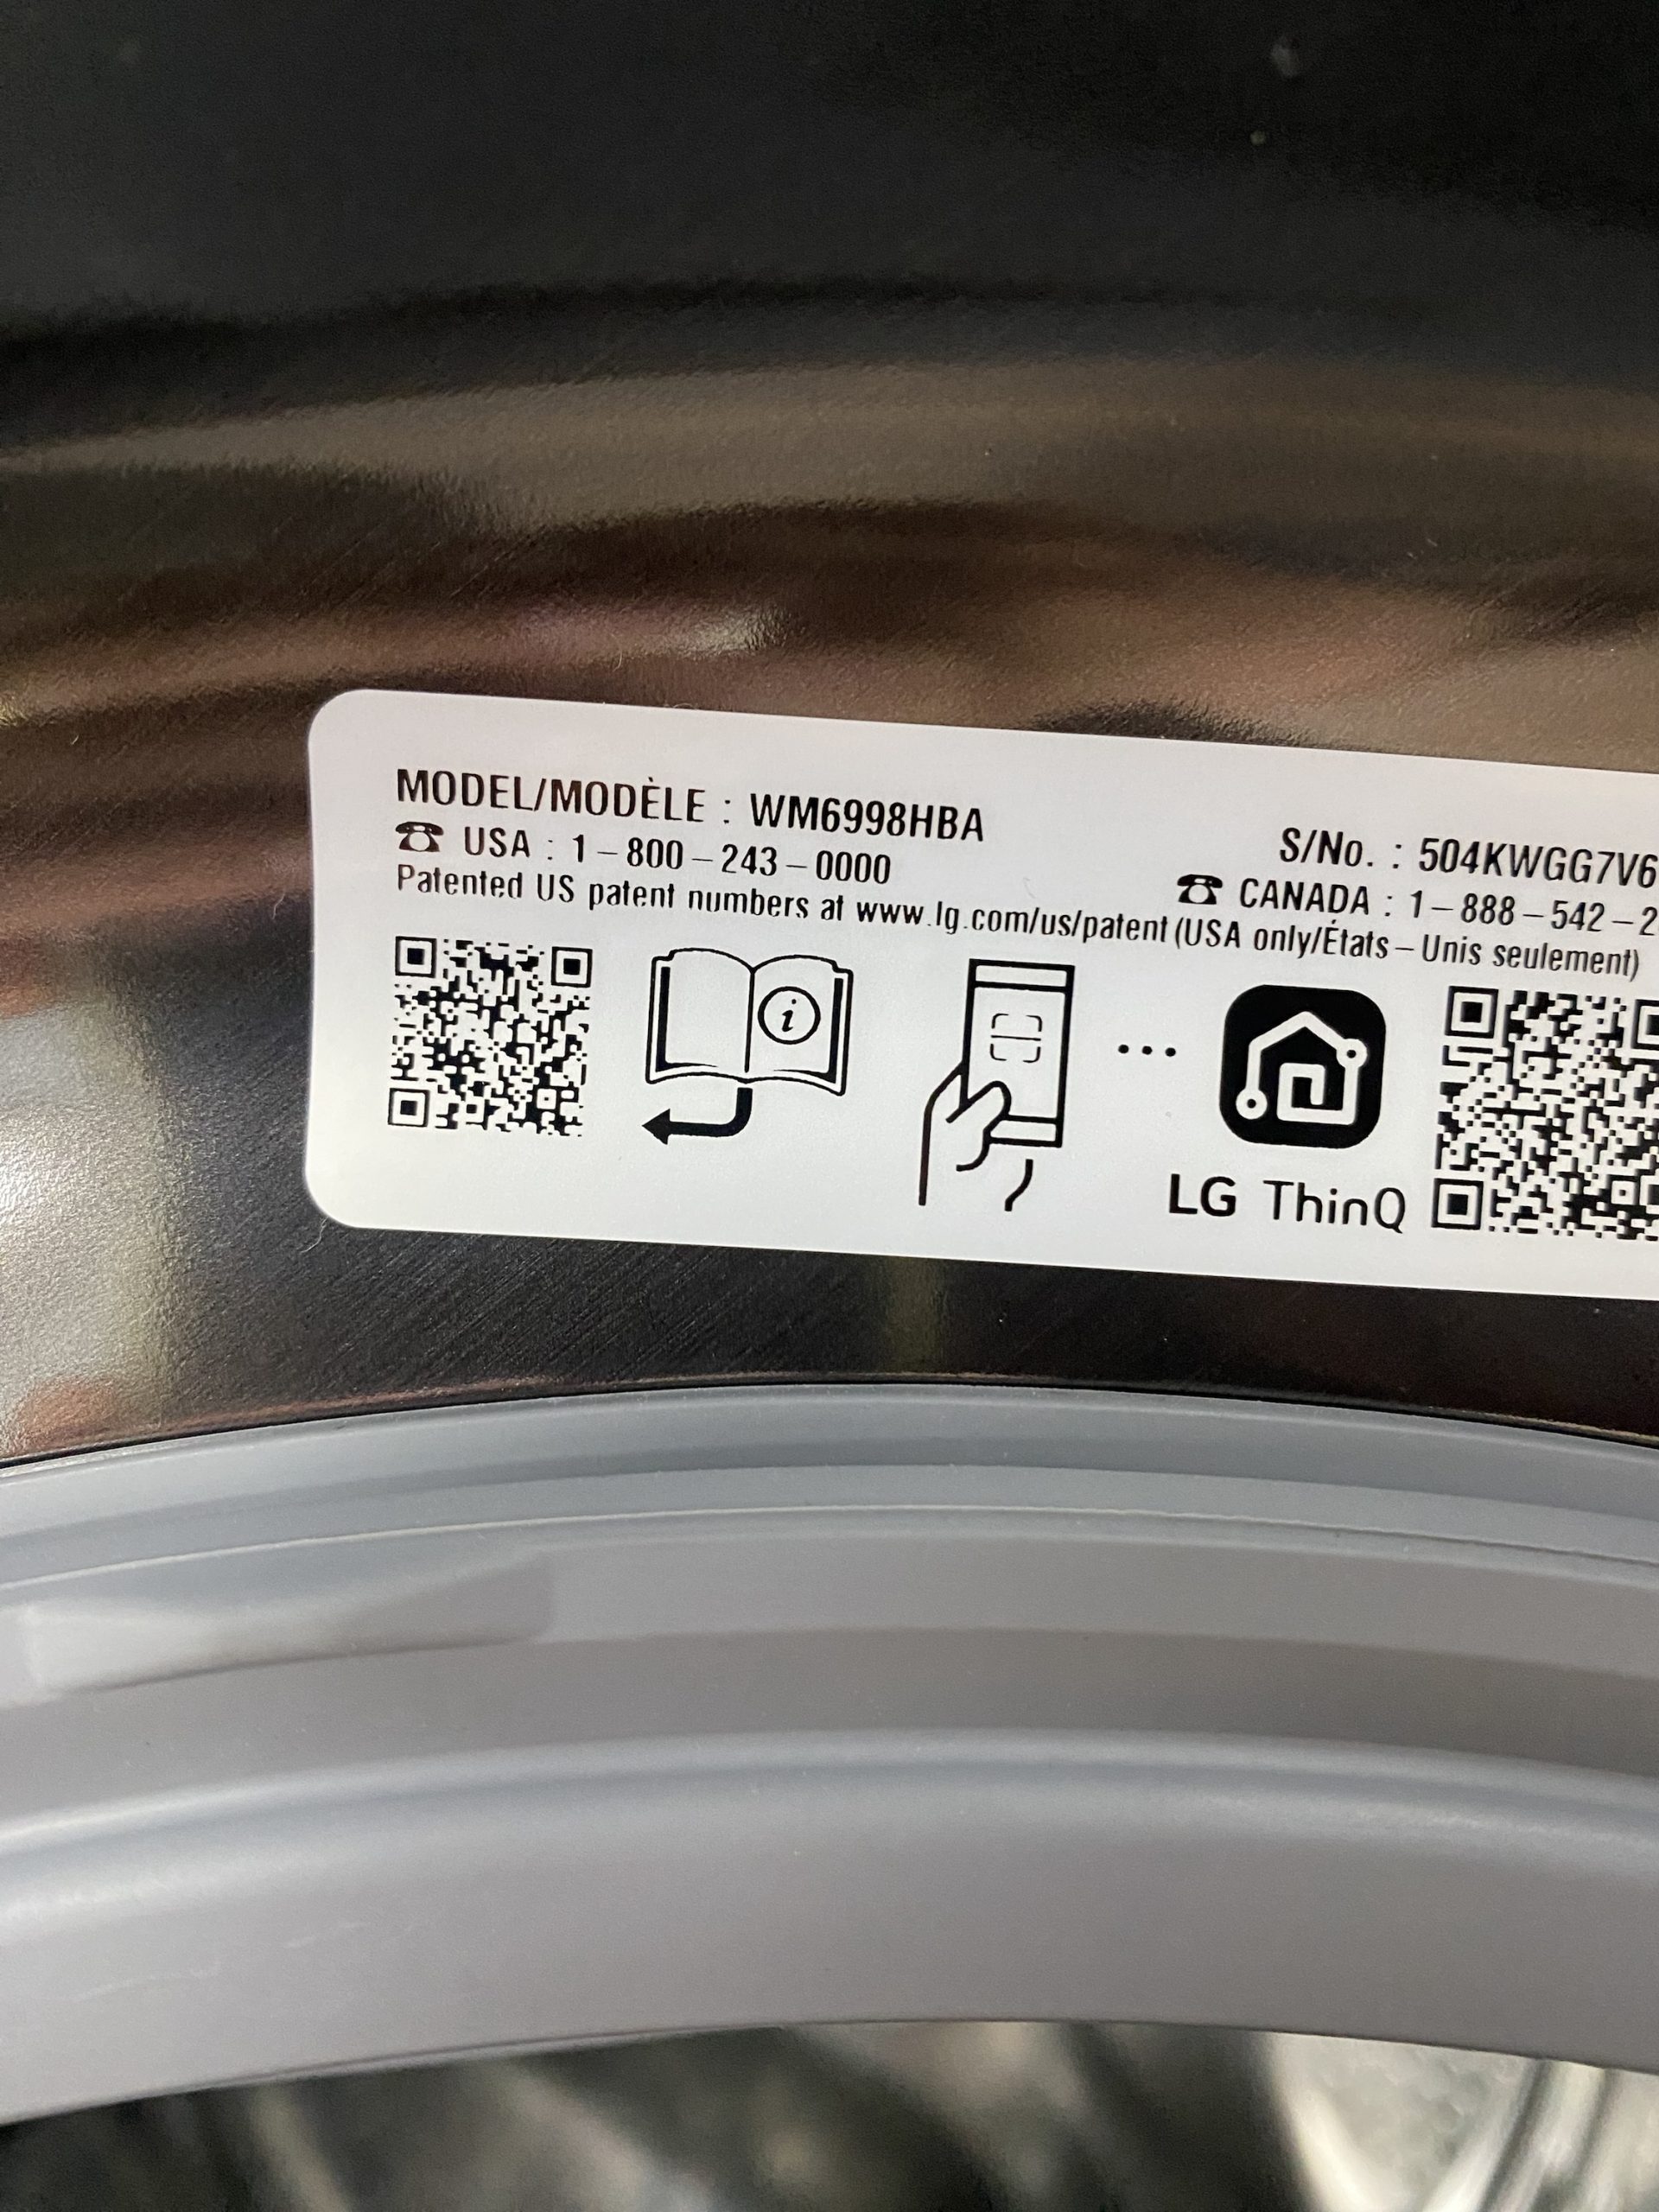 MODEL/MODÈLE : WM6998HBA
S/No. : 504KWGG7V6
☎ USA : 1–800–243–0000
☎ CANADA : 1–888–542–2
Patented US patent numbers at www.lg.com/us/patent (USA only/États–Unis seulement)
i
...
LG ThinQ